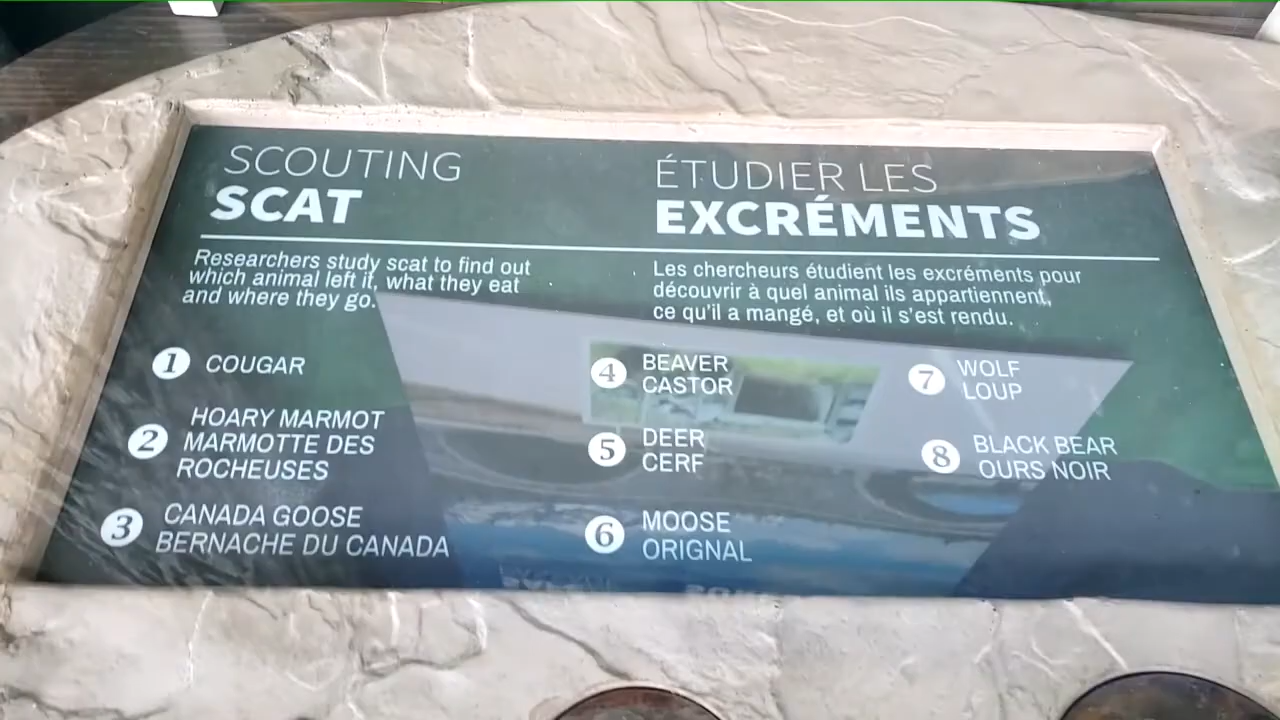 SCOUTING
SCAT
Researchers study scat to find out
which animal left it, what they eat
and where they go.
ÉTUDIER LES
EXCRÉMENTS
Les chercheurs étudient les excréments pour
découvrir à quel animal ils appartiennent,
ce qu'il a mangé, et où il s'est rendu.
1 COUGAR
2 HOARY MARMOT
MARMOTTE DES
ROCHEUSES
3 CANADA GOOSE
BERNACHE DU CANADA
4 BEAVER
CASTOR
5 DEER
CERF
6 MOOSE
ORIGNAL
7 WOLF
LOUP
8 BLACK BEAR
OURS NOIR